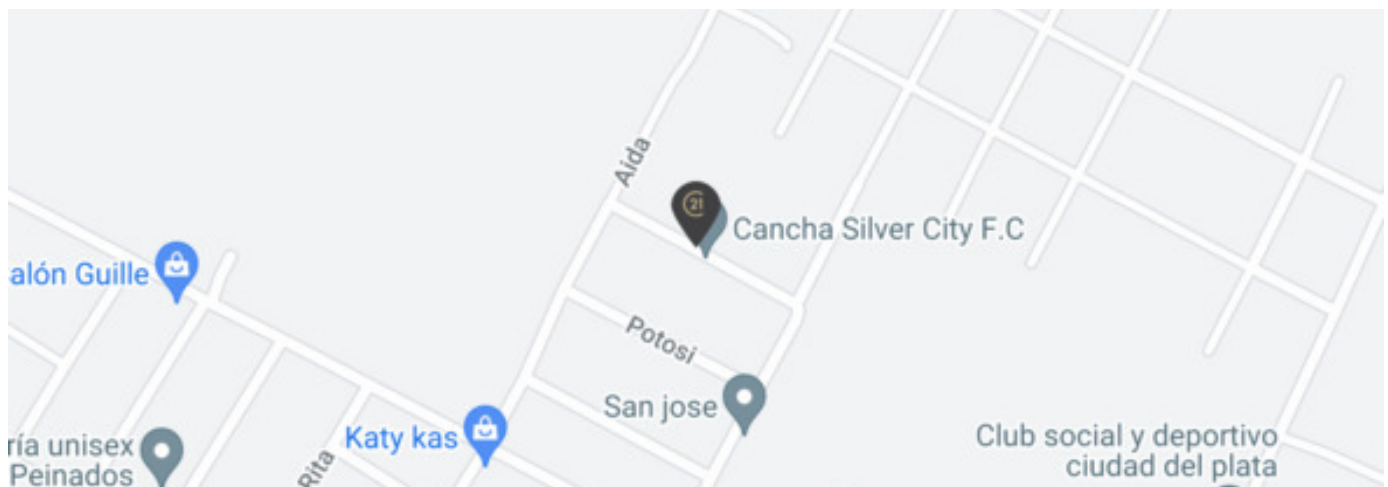 Aida
21
Cancha Silver City F.C
alón Guille
Potosi
San jose
Katy kas
Club social y deportivo
ciudad del plata
ría unisex
Peinados
Rita